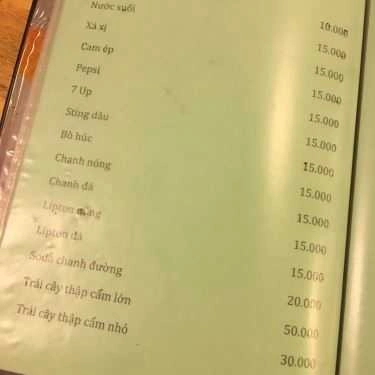 Nước suối 10.000
Xá xị 15.000
Cam ép 15.000
Pepsi 15.000
7 Up 15.000
Sting dâu 15.000
Bò húc 15.000
Chanh nóng 15.000
Chanh đá 15.000
Lipton nóng 15.000
Lipton đá 15.000
Soda chanh đường 20.000
Trái cây thập cẩm lớn 50.000
Trái cây thập cẩm nhỏ 30.000